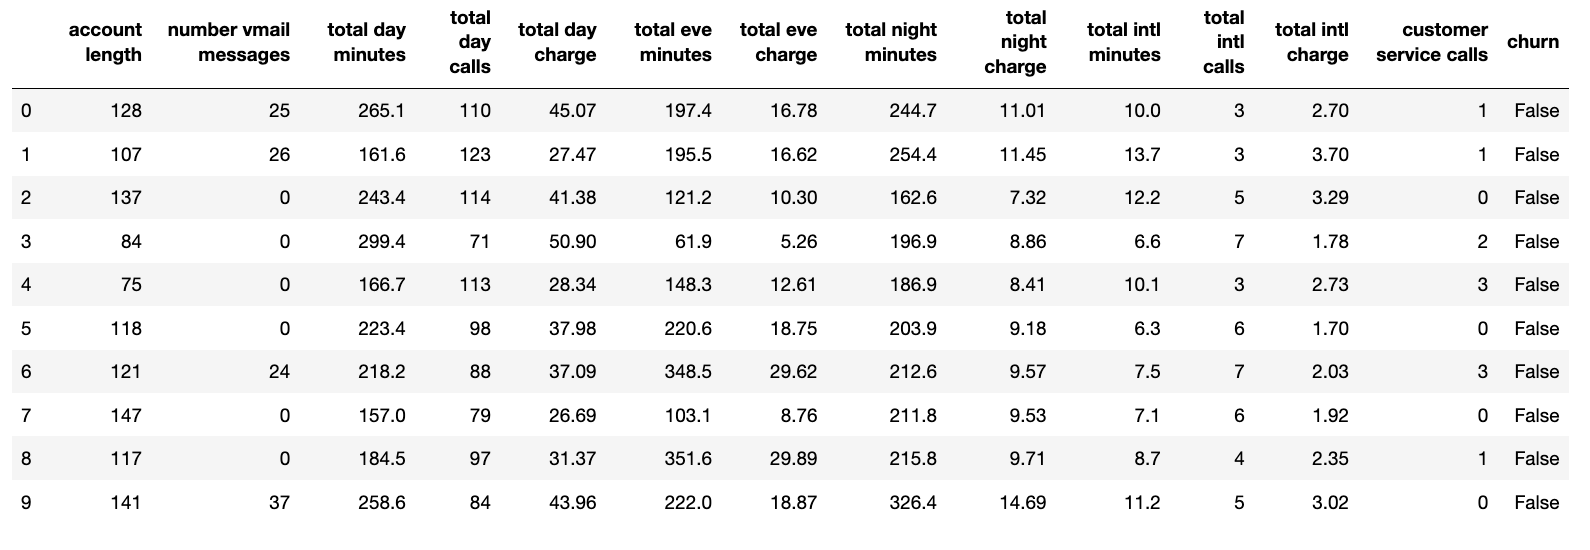 account length number vmail messages total day minutes total day calls total day charge total eve minutes total eve charge total night minutes total night charge total intl minutes total intl calls total intl charge customer service calls churn
0 128 25 265.1 110 45.07 197.4 16.78 244.7 11.01 10.0 3 2.70 1 False
1 107 26 161.6 123 27.47 195.5 16.62 254.4 11.45 13.7 3 3.70 1 False
2 137 0 243.4 114 41.38 121.2 10.30 162.6 7.32 12.2 5 3.29 0 False
3 84 0 299.4 71 50.90 61.9 5.26 196.9 8.86 6.6 7 1.78 2 False
4 75 0 166.7 113 28.34 148.3 12.61 186.9 8.41 10.1 3 2.73 3 False
5 118 0 223.4 98 37.98 220.6 18.75 203.9 9.18 6.3 6 1.70 0 False
6 121 24 218.2 88 37.09 348.5 29.62 212.6 9.57 7.5 7 2.03 3 False
7 147 0 157.0 79 26.69 103.1 8.76 211.8 9.53 7.1 6 1.92 0 False
8 117 0 184.5 97 31.37 351.6 29.89 215.8 9.71 8.7 4 2.35 1 False
9 141 37 258.6 84 43.96 222.0 18.87 326.4 14.69 11.2 5 3.02 0 False